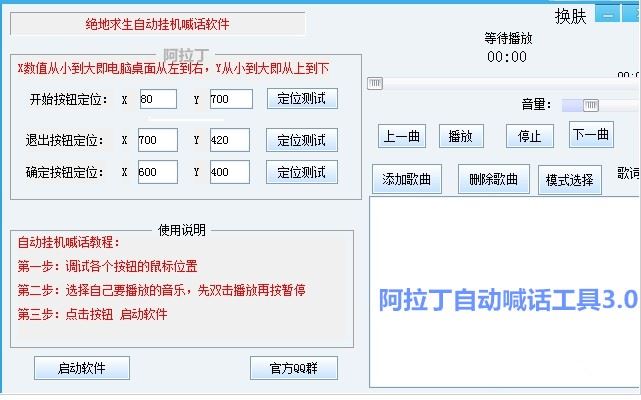 绝地求生自动挂机喊话软件
换肤
等待播放
00:00
阿拉丁
X数值从小到大即电脑桌面从左到右，Y从小到大即从上到下
开始按钮定位： X 80 Y 700 定位测试
退出按钮定位： X 700 Y 420 定位测试
确定按钮定位： X 600 Y 400 定位测试
音量：
上一曲 播放 停止 下一曲
添加歌曲 删除歌曲 模式选择 歌词
使用说明
自动挂机喊话教程：
第一步：调试各个按钮的鼠标位置
第二步：选择自己要播放的音乐，先双击播放再按暂停
第三步：点击按钮 启动软件
阿拉丁自动喊话工具3.0
启动软件 官方QQ群